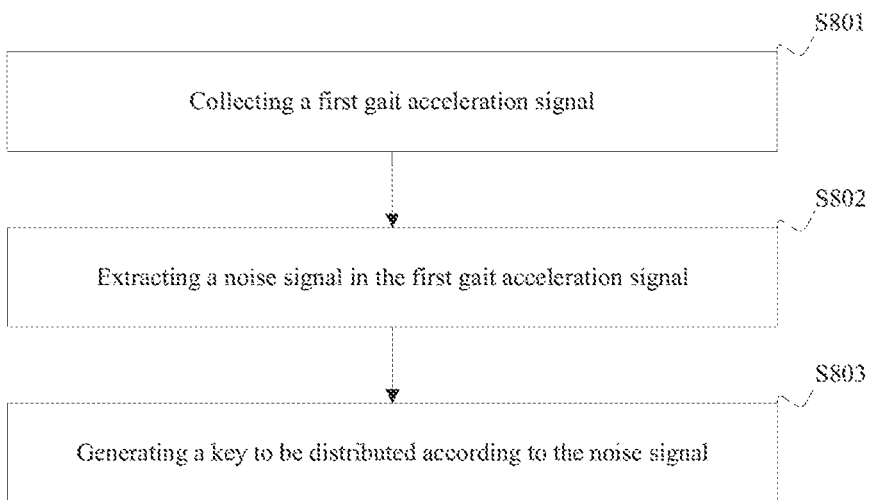 S801
Collecting a first gait acceleration signal
S802
Extracting a noise signal in the first gait acceleration signal
S803
Generating a key to be distributed according to the noise signal